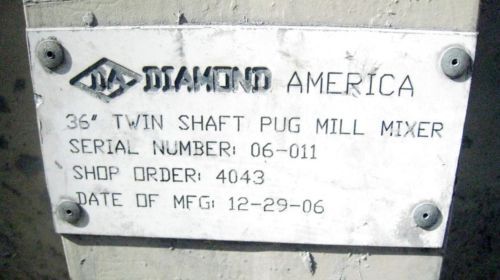 DA DIAMOND AMERICA
36" TWIN SHAFT PUG MILL MIXER
SERIAL NUMBER: 06-011
SHOP ORDER: 4043
DATE OF MFG: 12-29-06